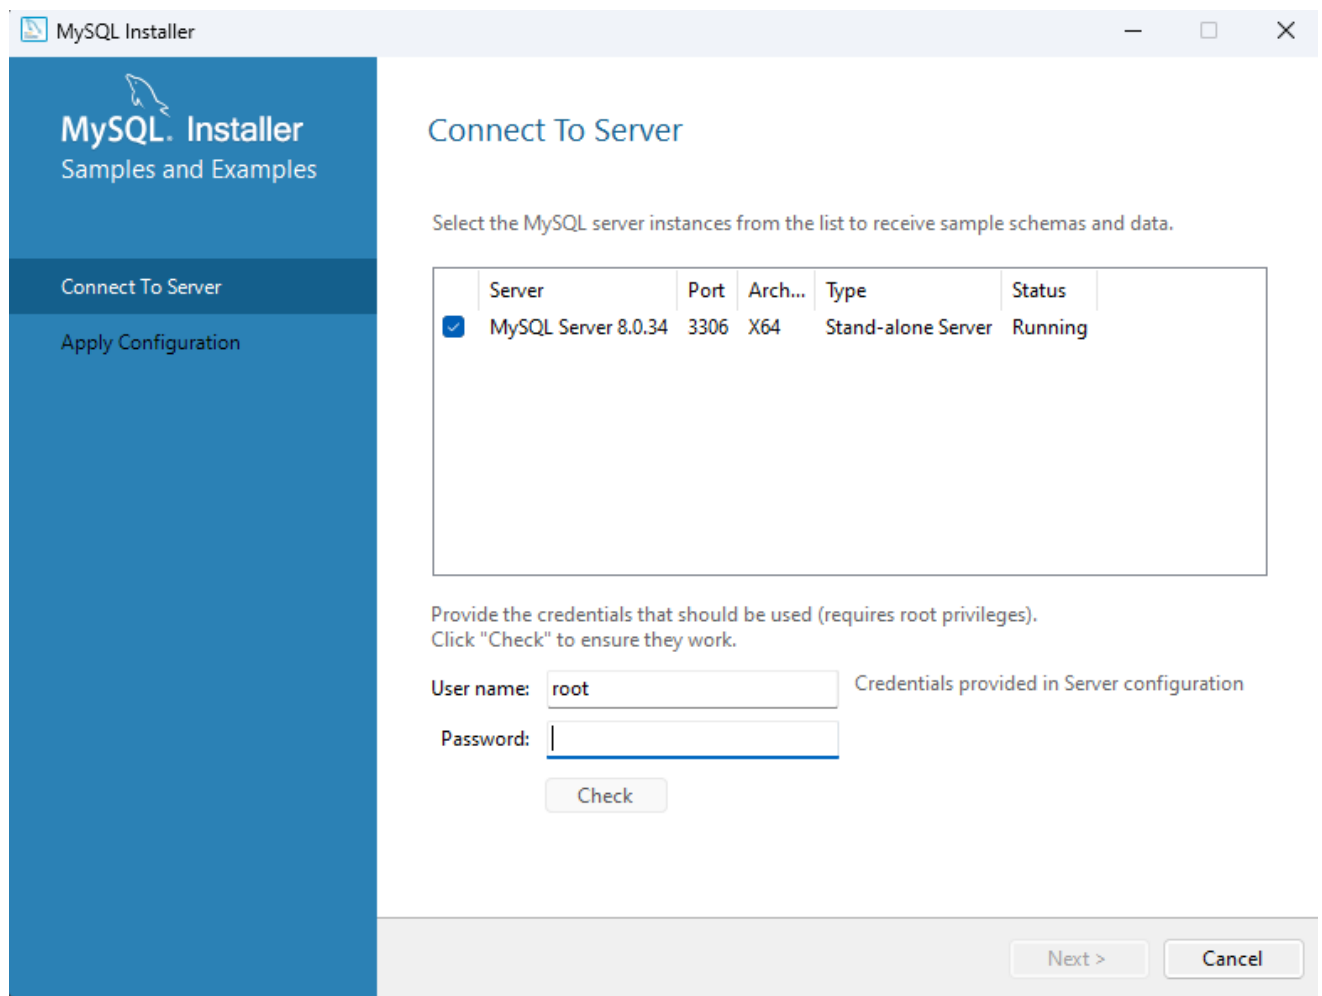 MySQL Installer
MySQL. Installer
Samples and Examples
Connect To Server
Apply Configuration
Connect To Server
Select the MySQL server instances from the list to receive sample schemas and data.
Server Port Arch... Type Status
MySQL Server 8.0.34 3306 X64 Stand-alone Server Running
Provide the credentials that should be used (requires root privileges).
Click "Check" to ensure they work.
User name: root Credentials provided in Server configuration
Password:
Check
Next > Cancel